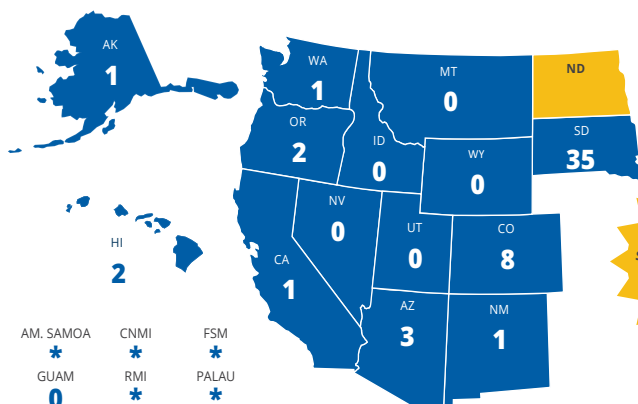 AK
1
WA
1
MT
0
ND
OR
2
ID
0
WY
0
SD
35
NV
0
UT
0
CO
8
HI
2
CA
1
AZ
3
NM
1
AM. SAMOA CNMI FSM
* * *
GUAM RMI PALAU
0 * *